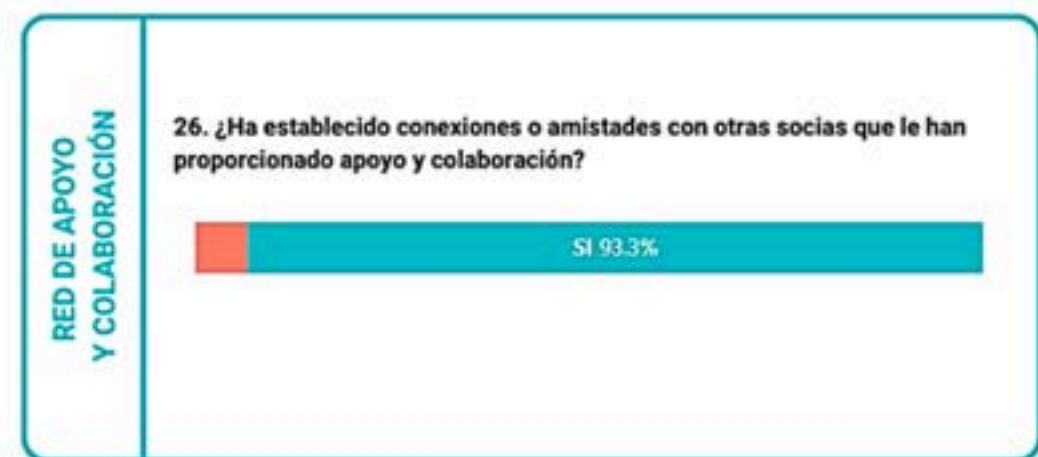 RED DE APOYO
Y COLABORACIÓN
26. ¿Ha establecido conexiones o amistades con otras socias que le han
proporcionado apoyo y colaboración?
SI 93.3%